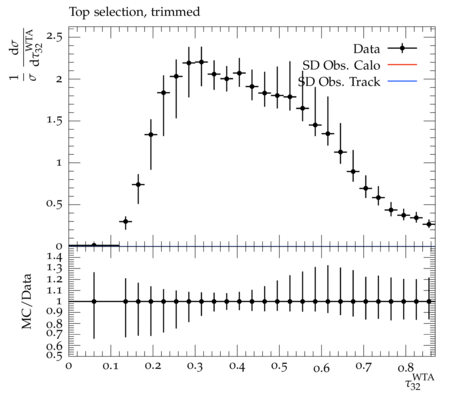 Top selection, trimmed
1/σ dσ/dτ₃₂^WTA
Data
SD Obs. Calo
SD Obs. Track
2.5
2
1.5
1
0.5
0
MC/Data
1.4
1.3
1.2
1.1
1
0.9
0.8
0.7
0.6
0.5
0 0.1 0.2 0.3 0.4 0.5 0.6 0.7 0.8
τ₃₂^WTA